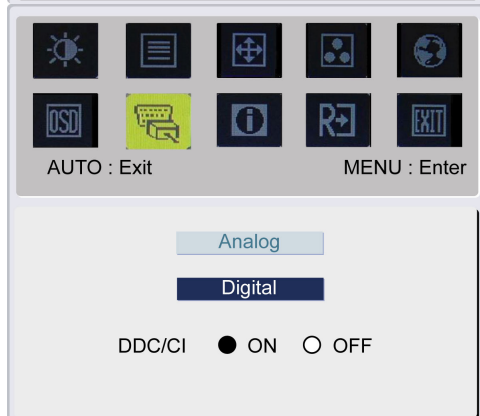 OSD i R EXIT
AUTO : Exit MENU : Enter
Analog
Digital
DDC/CI ON OFF